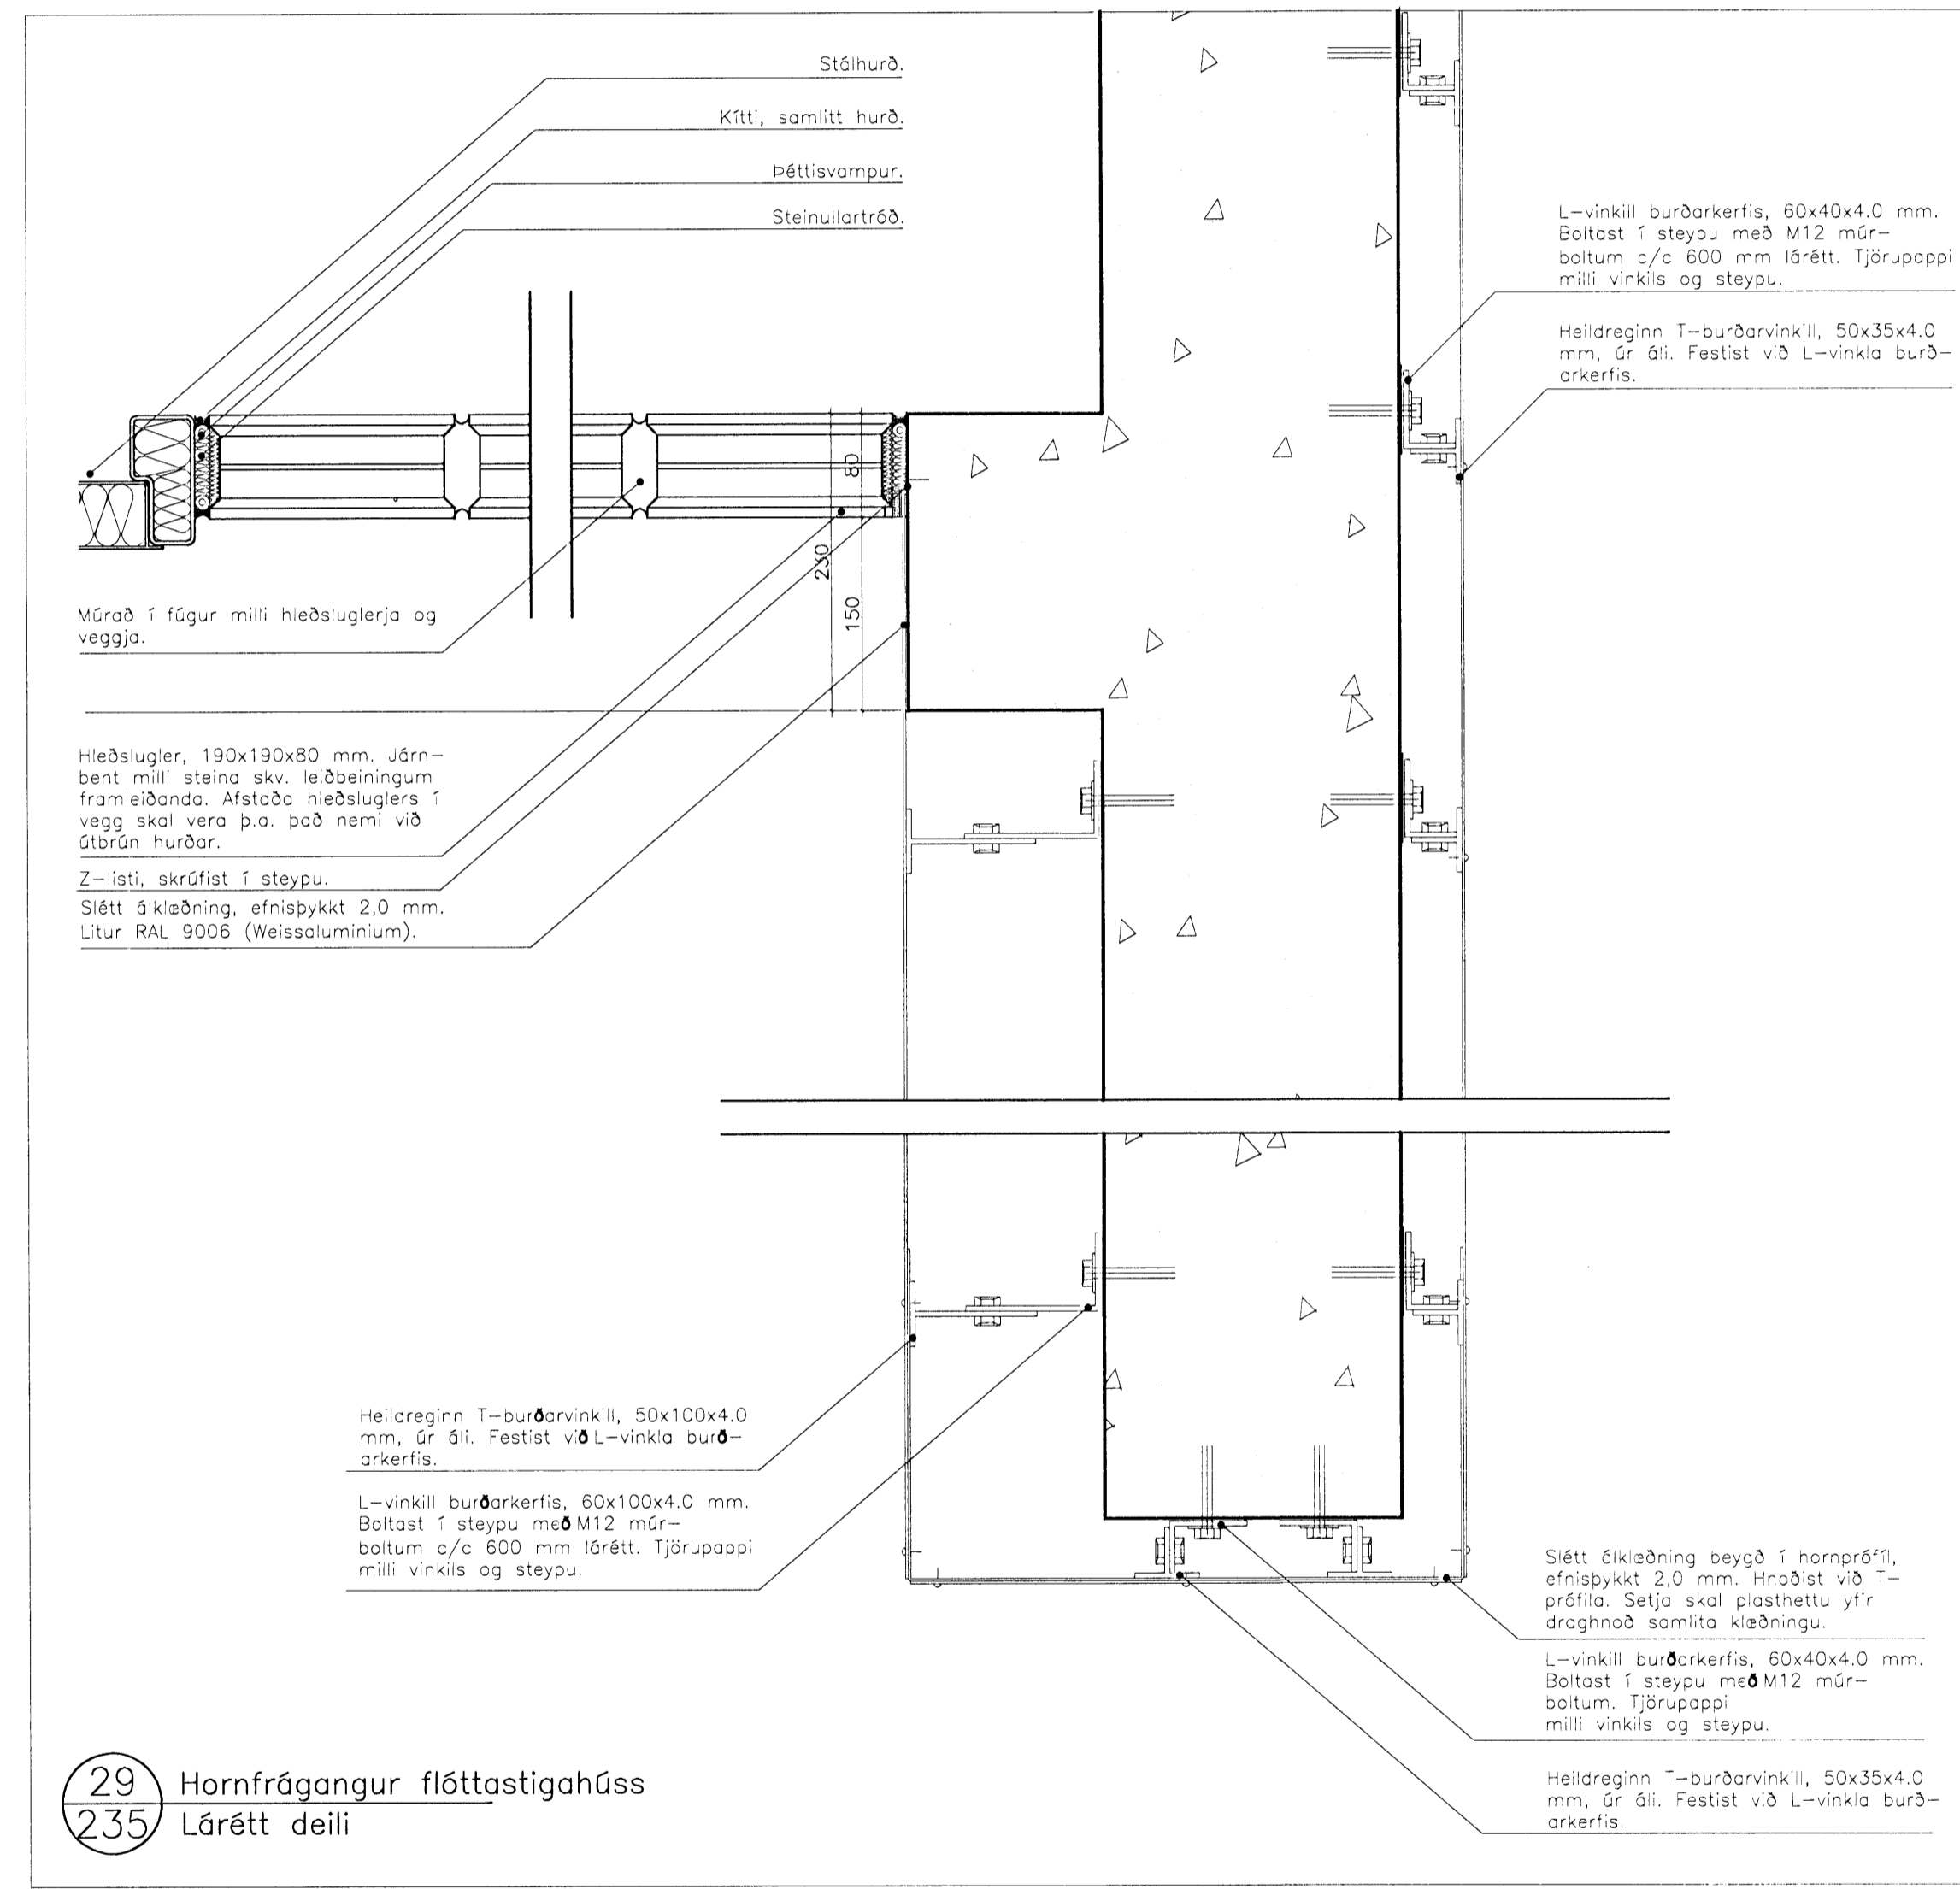 Stálhurð.
Kítti, samlitt hurð.
Þéttisvampur.
Steinullartróð.
L-vinkill burðarkerfis, 60x40x4.0 mm.
Boltast í steypu með M12 múr-
boltum c/c 600 mm lárétt. Tjörupappi
milli vinkils og steypu.
Heildreginn T-burðarvinkill, 50x35x4.0
mm, úr áli. Festist við L-vinkla burð-
arkerfis.
80
230
150
Múrað í fúgur milli hleðsluglerja og
veggja.
Hleðslugler, 190x190x80 mm. Járn-
bent milli steina skv. leiðbeiningum
framleiðanda. Afstaða hleðsluglers í
vegg skal vera þ.a. það nemi við
útbrún hurðar.
Z-listi, skrúfist í steypu.
Slétt álklæðning, efnisþykkt 2,0 mm.
Litur RAL 9006 (Weissaluminium).
Heildreginn T-burðarvinkill, 50x100x4.0
mm, úr áli. Festist við L-vinkla burð-
arkerfis.
L-vinkill burðarkerfis, 60x100x4.0 mm.
Boltast í steypu með M12 múr-
boltum c/c 600 mm lárétt. Tjörupappi
milli vinkils og steypu.
Slétt álklæðning beygð í hornprófíl,
efnisþykkt 2,0 mm. Hnoðist við T-
prófíla. Setja skal plasthettu yfir
draghnoð samlita klæðningu.
L-vinkill burðarkerfis, 60x40x4.0 mm.
Boltast í steypu með M12 múr-
boltum. Tjörupappi
milli vinkils og steypu.
Heildreginn T-burðarvinkill, 50x35x4.0
mm, úr áli. Festist við L-vinkla burð-
arkerfis.
29
235
Hornfrágangur flóttastigahúss
Lárétt deili